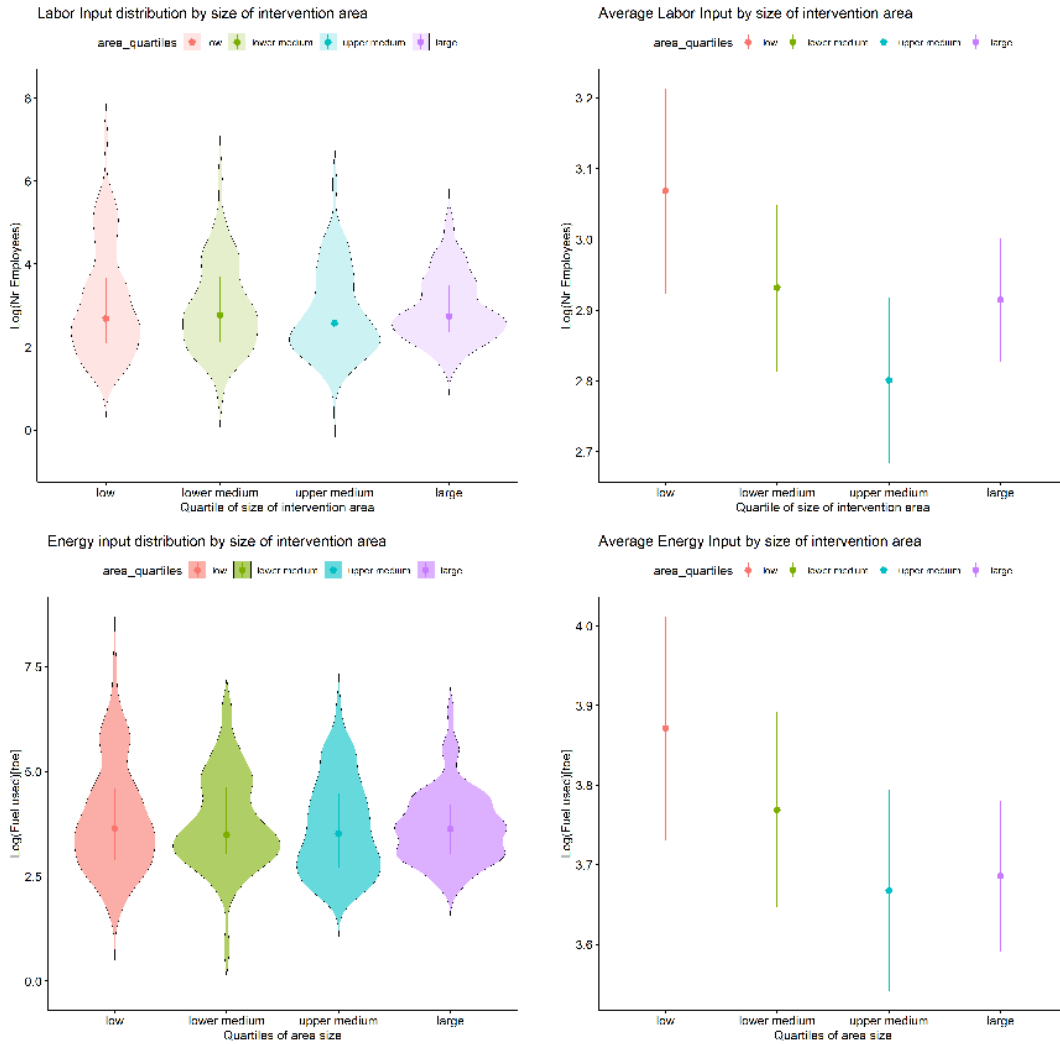 Labor Input distribution by size of intervention area
area_quartiles low lower medium upper medium large
Log(Nr Employees)
8
6
4
2
0
low lower medium upper medium large
Quartile of size of intervention area
Average Labor Input by size of intervention area
area_quartiles low lower medium upper medium large
Log(Nr Employees)
3.2
3.1
3.0
2.9
2.8
2.7
low lower medium upper medium large
Quartile of size of intervention area
Energy input distribution by size of intervention area
area_quartiles low lower medium upper medium large
Log(Fuel used)[toe]
7.5
5.0
2.5
0.0
low lower medium upper medium large
Quartiles of area size
Average Energy Input by size of intervention area
area_quartiles low lower medium upper medium large
Log(Fuel used)[toe]
4.0
3.9
3.8
3.7
3.6
low lower medium upper medium large
Quartiles of area size